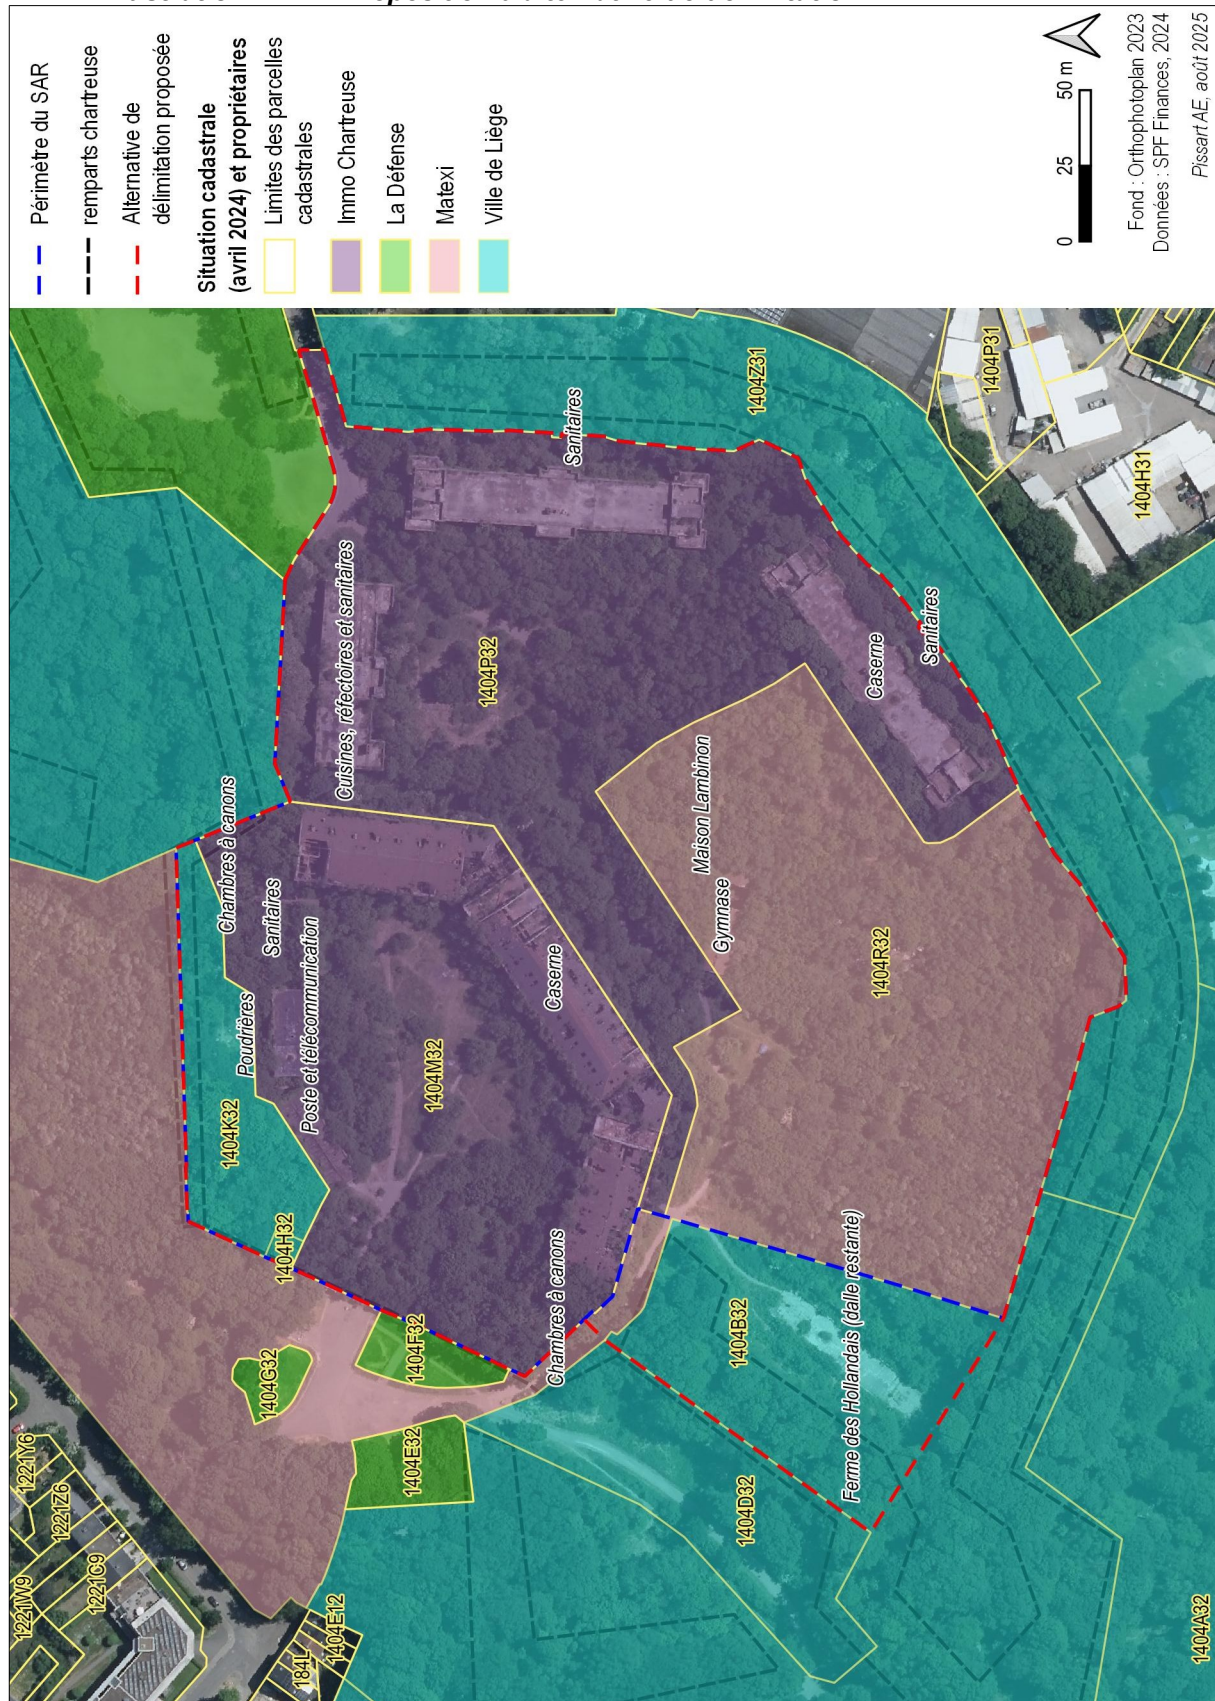 Périmètre du SAR
remparts chartreuse
Alternative de
délimitation proposée
Situation cadastrale
(avril 2024) et propriétaires
Limites des parcelles
cadastrales
Immo Chartreuse
La Défense
Matexi
Ville de Liège
0 25 50 m
Fond : Orthophotoplan 2023
Données : SPF Finances, 2024
Pissart AE, août 2025
1221W9
1221Y6
1221Z6
1221G9
184L
1404E12
1404G32
1404F32
1404E32
1404H32
1404K32
Poudrières
Chambres à canons
Sanitaires
Poste et télécommunication
1404M32
Caserne
Chambres à canons
Cuisines, réfectoires et sanitaires
1404P32
Sanitaires
1404Z31
Maison Lambinon
Gymnase
Caserne
Sanitaires
1404R32
1404B32
1404D32
Ferme des Hollandais (dalle restante)
1404P31
1404H31
1404A32